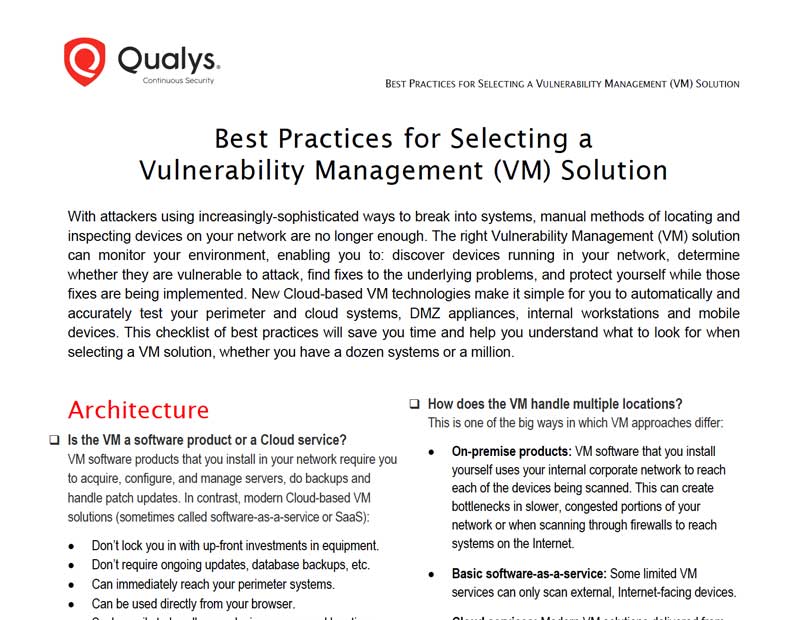 Qualys.
Continuous Security
BEST PRACTICES FOR SELECTING A VULNERABILITY MANAGEMENT (VM) SOLUTION
Best Practices for Selecting a
Vulnerability Management (VM) Solution
With attackers using increasingly-sophisticated ways to break into systems, manual methods of locating and
inspecting devices on your network are no longer enough. The right Vulnerability Management (VM) solution
can monitor your environment, enabling you to: discover devices running in your network, determine
whether they are vulnerable to attack, find fixes to the underlying problems, and protect yourself while those
fixes are being implemented. New Cloud-based VM technologies make it simple for you to automatically and
accurately test your perimeter and cloud systems, DMZ appliances, internal workstations and mobile
devices. This checklist of best practices will save you time and help you understand what to look for when
selecting a VM solution, whether you have a dozen systems or a million.
Architecture
❑ Is the VM a software product or a Cloud service?
VM software products that you install in your network require you
to acquire, configure, and manage servers, do backups and
handle patch updates. In contrast, modern Cloud-based VM
solutions (sometimes called software-as-a-service or SaaS):
• Don't lock you in with up-front investments in equipment.
• Don't require ongoing updates, database backups, etc.
• Can immediately reach your perimeter systems.
• Can be used directly from your browser.
❑ How does the VM handle multiple locations?
This is one of the big ways in which VM approaches differ:
• On-premise products: VM software that you install
yourself uses your internal corporate network to reach
each of the devices being scanned. This can create
bottlenecks in slower, congested portions of your
network or when scanning through firewalls to reach
systems on the Internet.
• Basic software-as-a-service: Some limited VM
services can only scan external, Internet-facing devices.